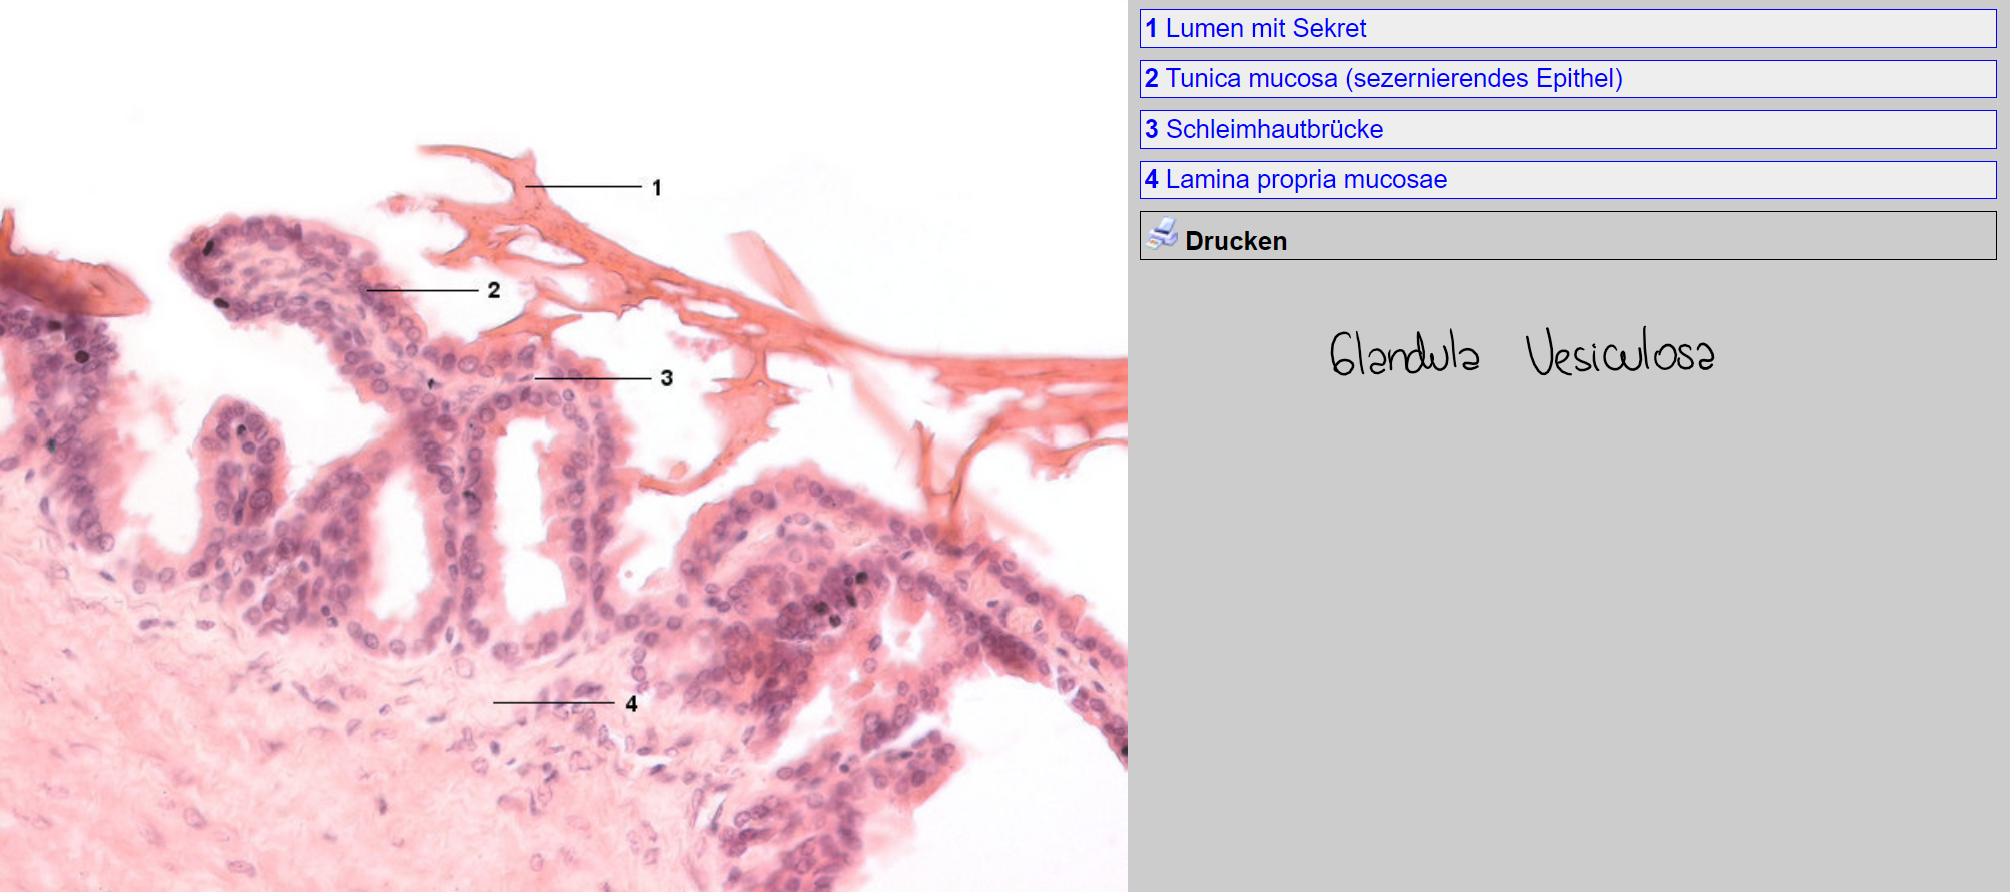 1
2
3
4
1 Lumen mit Sekret
2 Tunica mucosa (sezernierendes Epithel)
3 Schleimhautbrücke
4 Lamina propria mucosae
Drucken
Glandula Vesiculosa